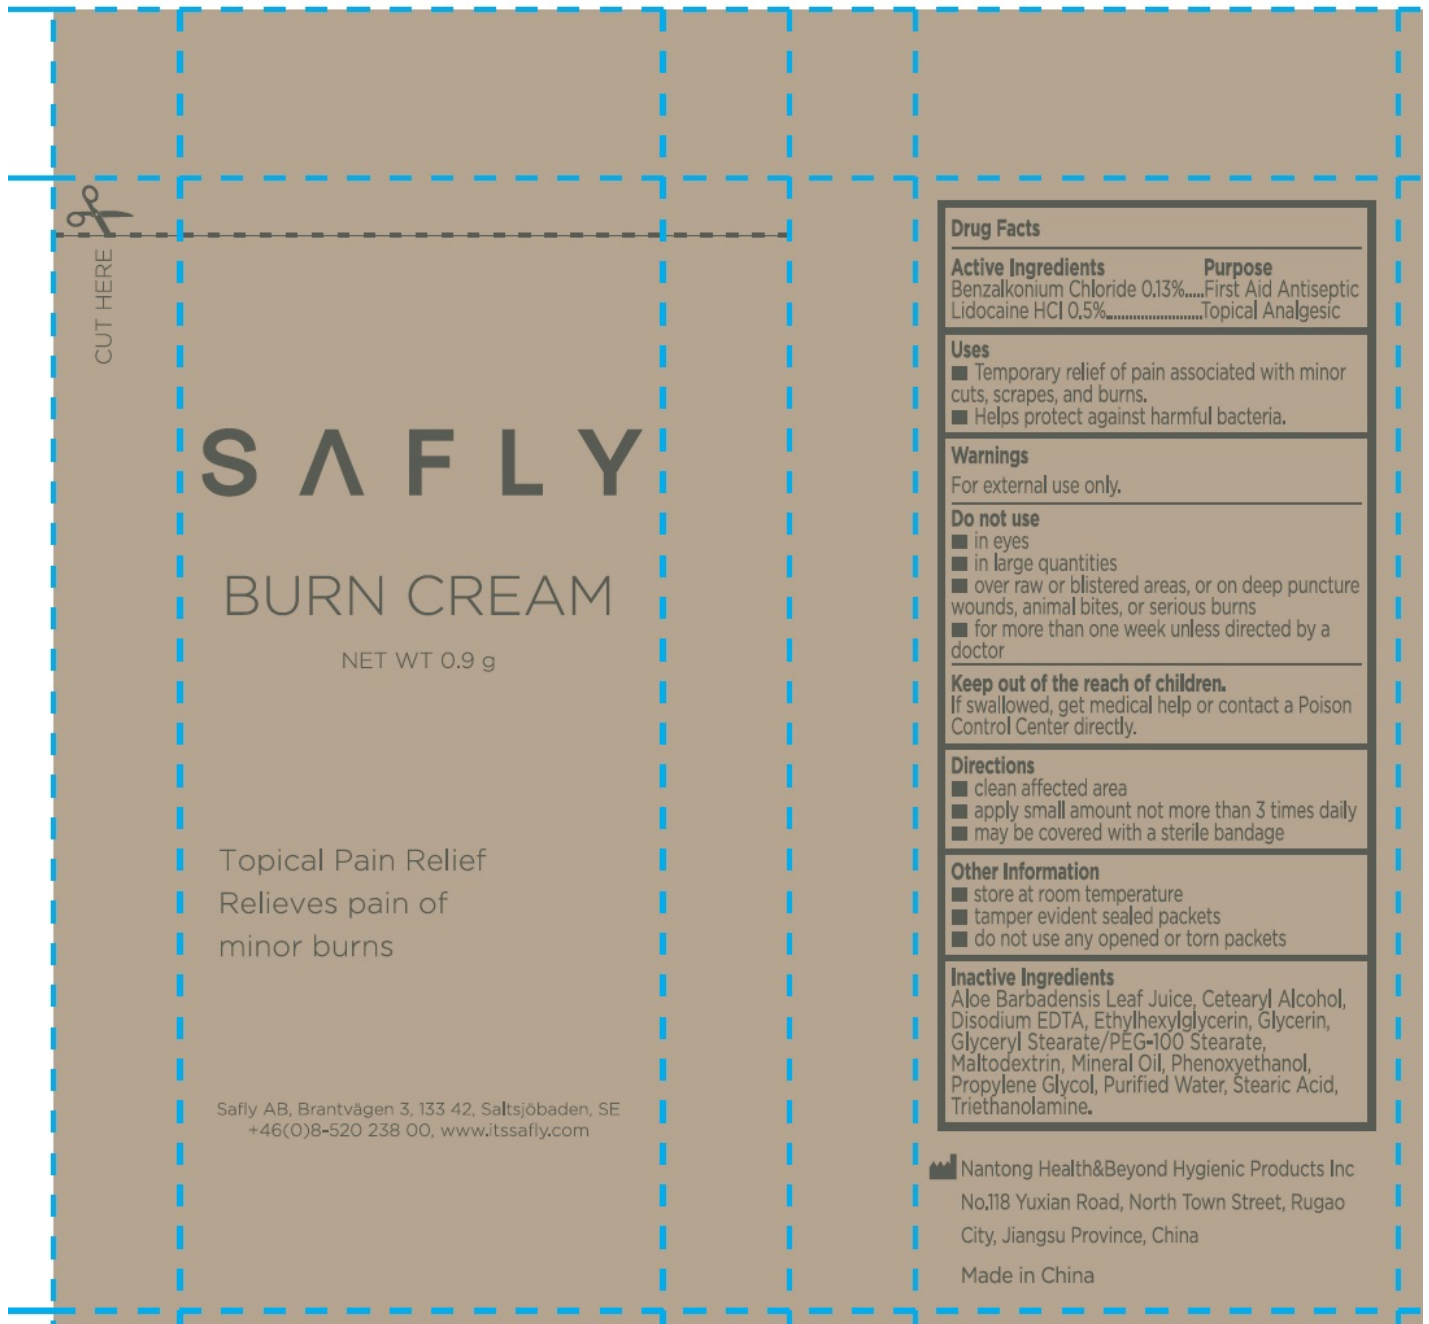 CUT HERE
SAFLY
BURN CREAM
NET WT 0.9 g
Topical Pain Relief
Relieves pain of
minor burns
Safly AB, Brantvägen 3, 133 42, Saltsjöbaden, SE
+46(0)8-520 238 00, www.itssafly.com
Drug Facts
Active Ingredients Purpose
Benzalkonium Chloride 0.13%.....First Aid Antiseptic
Lidocaine HCl 0.5%........................Topical Analgesic
Uses
■ Temporary relief of pain associated with minor
cuts, scrapes, and burns.
■ Helps protect against harmful bacteria.
Warnings
For external use only.
Do not use
■ in eyes
■ in large quantities
■ over raw or blistered areas, or on deep puncture
wounds, animal bites, or serious burns
■ for more than one week unless directed by a
doctor
Keep out of the reach of children.
If swallowed, get medical help or contact a Poison
Control Center directly.
Directions
■ clean affected area
■ apply small amount not more than 3 times daily
■ may be covered with a sterile bandage
Other Information
■ store at room temperature
■ tamper evident sealed packets
■ do not use any opened or torn packets
Inactive Ingredients
Aloe Barbadensis Leaf Juice, Cetearyl Alcohol,
Disodium EDTA, Ethylhexylglycerin, Glycerin,
Glyceryl Stearate/PEG-100 Stearate,
Maltodextrin, Mineral Oil, Phenoxyethanol,
Propylene Glycol, Purified Water, Stearic Acid,
Triethanolamine.
Nantong Health&Beyond Hygienic Products Inc
No.118 Yuxian Road, North Town Street, Rugao
City, Jiangsu Province, China
Made in China